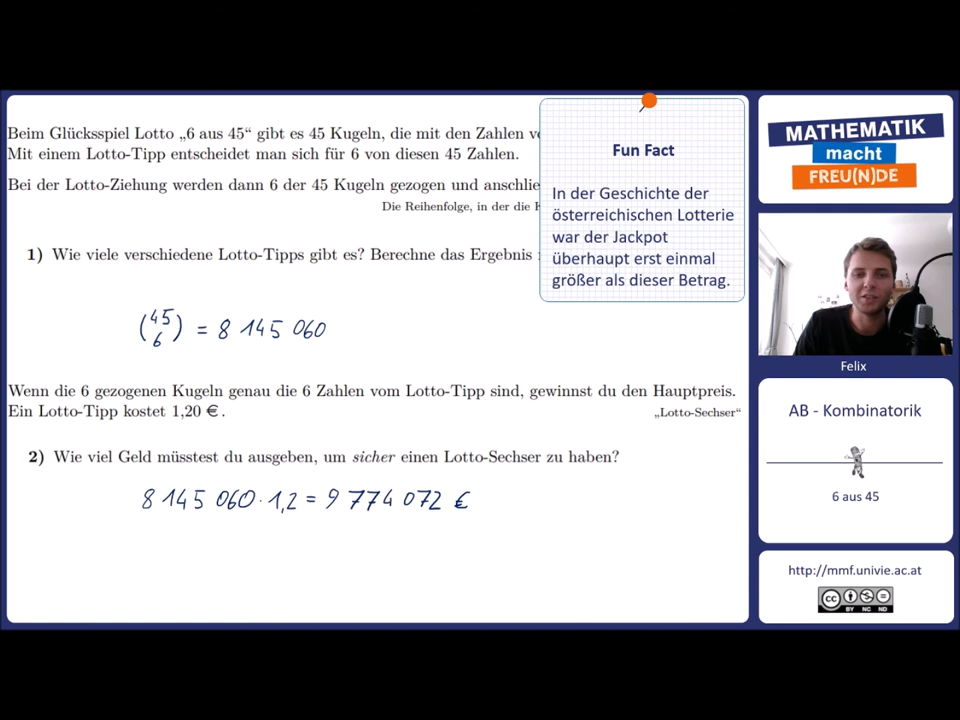 Beim Glücksspiel Lotto „6 aus 45“ gibt es 45 Kugeln, die mit den Zahlen
Mit einem Lotto-Tipp entscheidet man sich für 6 von diesen 45 Zahlen.
Bei der Lotto-Ziehung werden dann 6 der 45 Kugeln gezogen und
Die Reihenfolge, in der die
1) Wie viele verschiedene Lotto-Tipps gibt es? Berechne das Ergebnis
(45
6) = 8 145 060
Wenn die 6 gezogenen Kugeln genau die 6 Zahlen vom Lotto-Tipp sind, gewinnst du den Hauptpreis.
Ein Lotto-Tipp kostet 1,20 €. „Lotto-Sechser“
2) Wie viel Geld müsstest du ausgeben, um sicher einen Lotto-Sechser zu haben?
8 145 060 · 1,2 = 9 774 072 €
Fun Fact
In der Geschichte der
österreichischen Lotterie
war der Jackpot
überhaupt erst einmal
größer als dieser Betrag.
MATHEMATIK
macht
FREU(N)DE
Felix
AB - Kombinatorik
6 aus 45
http://mmf.univie.ac.at
cc
BY NC ND